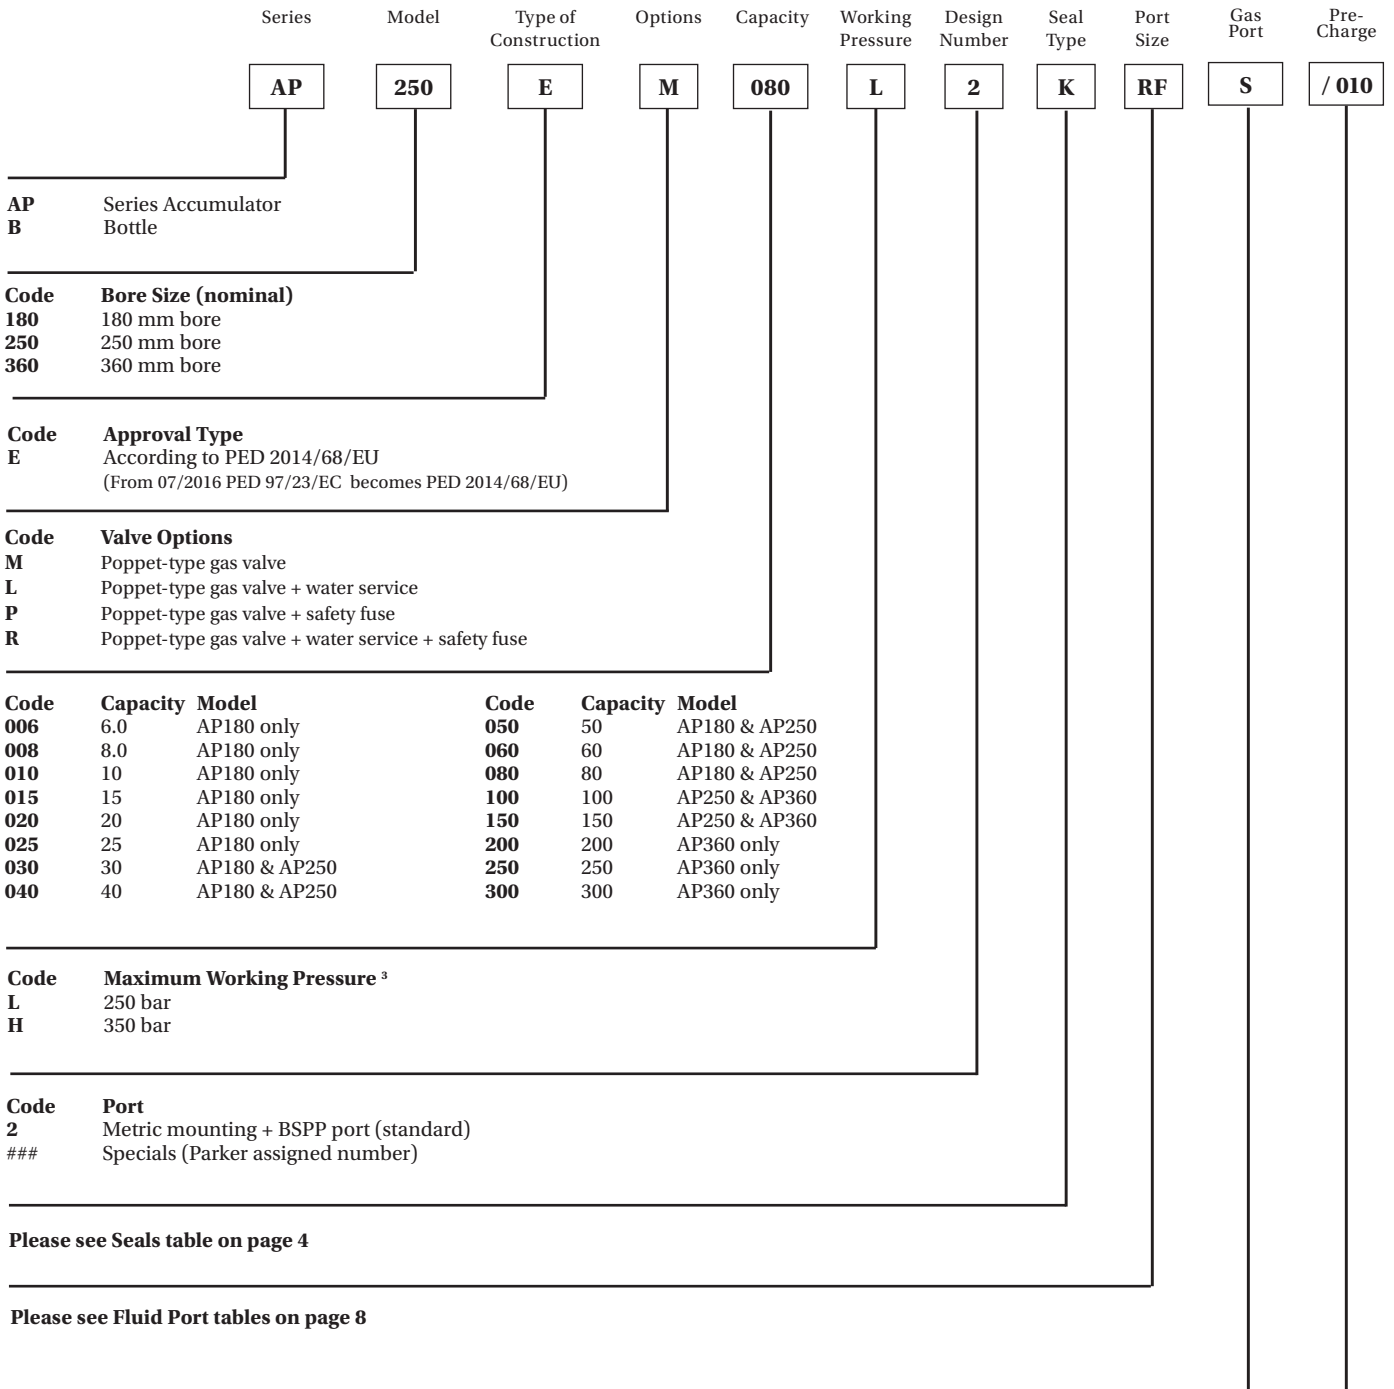 Series Model Type of Construction Options Capacity Working Pressure Design Number Seal Type Port Size Gas Port Pre-Charge
AP 250 E M 080 L 2 K RF S / 010
AP Series Accumulator
B Bottle
Code Bore Size (nominal)
180 180 mm bore
250 250 mm bore
360 360 mm bore
Code Approval Type
E According to PED 2014/68/EU
(From 07/2016 PED 97/23/EC becomes PED 2014/68/EU)
Code Valve Options
M Poppet-type gas valve
L Poppet-type gas valve + water service
P Poppet-type gas valve + safety fuse
R Poppet-type gas valve + water service + safety fuse
Code Capacity Model Code Capacity Model
006 6.0 AP180 only 050 50 AP180 & AP250
008 8.0 AP180 only 060 60 AP180 & AP250
010 10 AP180 only 080 80 AP180 & AP250
015 15 AP180 only 100 100 AP250 & AP360
020 20 AP180 only 150 150 AP250 & AP360
025 25 AP180 only 200 200 AP360 only
030 30 AP180 & AP250 250 250 AP360 only
040 40 AP180 & AP250 300 300 AP360 only
Code Maximum Working Pressure ³
L 250 bar
H 350 bar
Code Port
2 Metric mounting + BSPP port (standard)
### Specials (Parker assigned number)
Please see Seals table on page 4
Please see Fluid Port tables on page 8